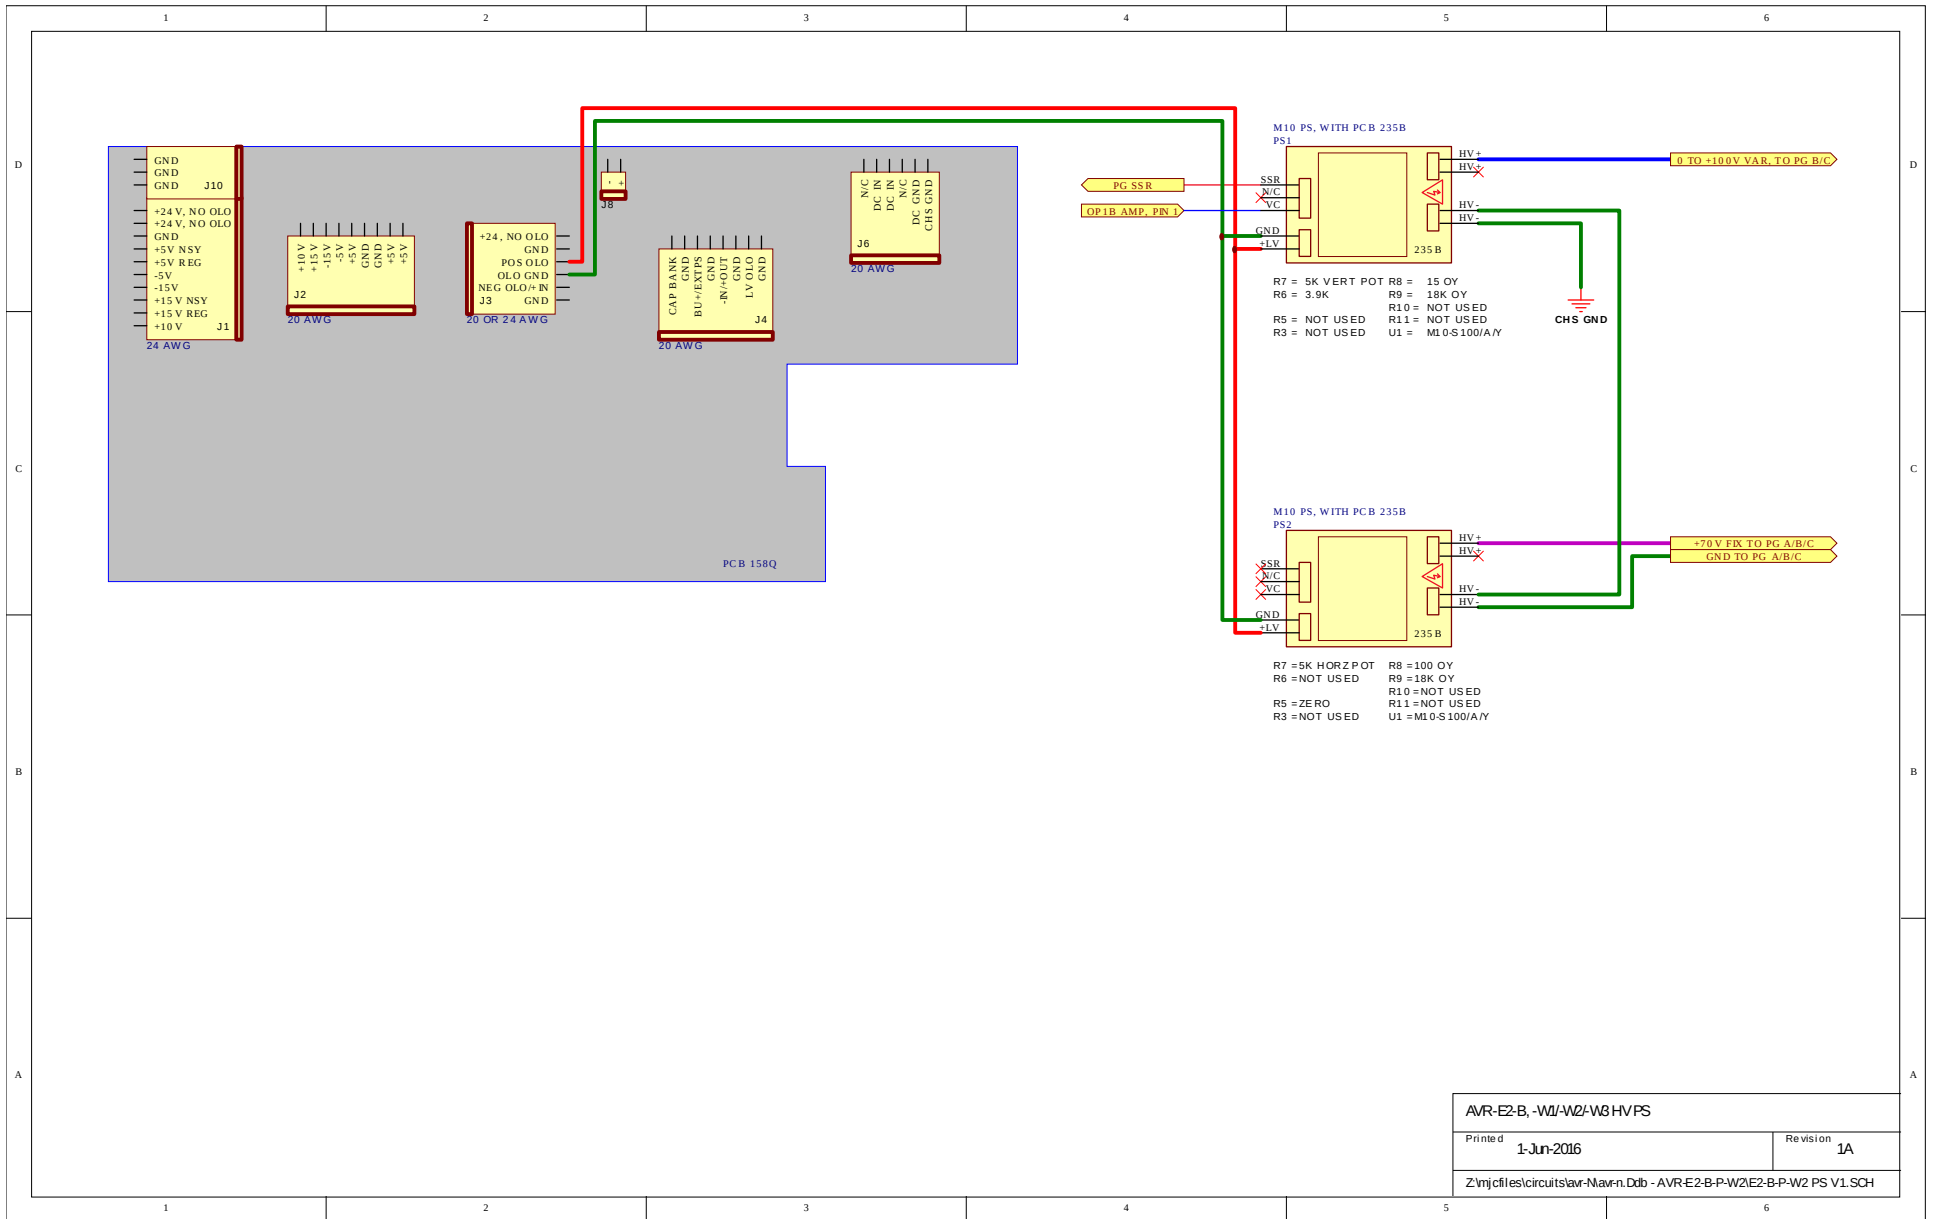 1 2 3 4 5 6
D
D
GND
GND
GND
J10
+24 V, NO OLO
+24 V, NO OLO
GND
+5V NSY
+5V REG
-5V
-15V
+15 V NSY
+15 V REG
+10 V
J1
24 AWG
+10 V
+15 V
-15 V
-5 V
+5 V
GND
GND
+5 V
+5 V
J2
20 AWG
+24 , NO OLO
GND
POS OLO
OLO GND
NEG OLO/+ IN
GND
J3
20 OR 24 AWG
- +
J8
CAP BANK
GND
BU+/EXT PS
GND
-IN/+OUT
GND
LV OLO
GND
J4
20 AWG
N/C
DC IN
DC IN
N/C
DC GND
CHS GND
J6
20 AWG
PCB 158Q
PG SSR
OP1B AMP, PIN 1
M10 PS, WITH PCB 235B
PS1
SSR
N/C
VC
GND
+LV
HV+
HV+
HV-
HV-
235B
0 TO +100V VAR, TO PG B/C
CHS GND
R7 = 5K VERT POT R8 = 15 OY
R6 = 3.9K R9 = 18K OY
R10 = NOT USED
R5 = NOT USED R11 = NOT USED
R3 = NOT USED U1 = M10-S100/A/Y
C
C
M10 PS, WITH PCB 235B
PS2
SSR
N/C
VC
GND
+LV
HV+
HV+
HV-
HV-
235B
+70V FIX TO PG A/B/C
GND TO PG A/B/C
R7 =5K HORZ POT R8 =100 OY
R6 =NOT USED R9 =18K OY
R10 =NOT USED
R5 =ZERO R11 =NOT USED
R3 =NOT USED U1 =M10-S100/A/Y
B
B
A
A
AVR-E2-B, -W1/-W2/-W3 HVPS
Printed 1-Jun-2016
Revision 1A
Z:\mjcfiles\circuits\avr-N\avr-n.Ddb - AVR-E2-B-P-W2\E2-B-P-W2 PS V1.SCH
1 2 3 4 5 6